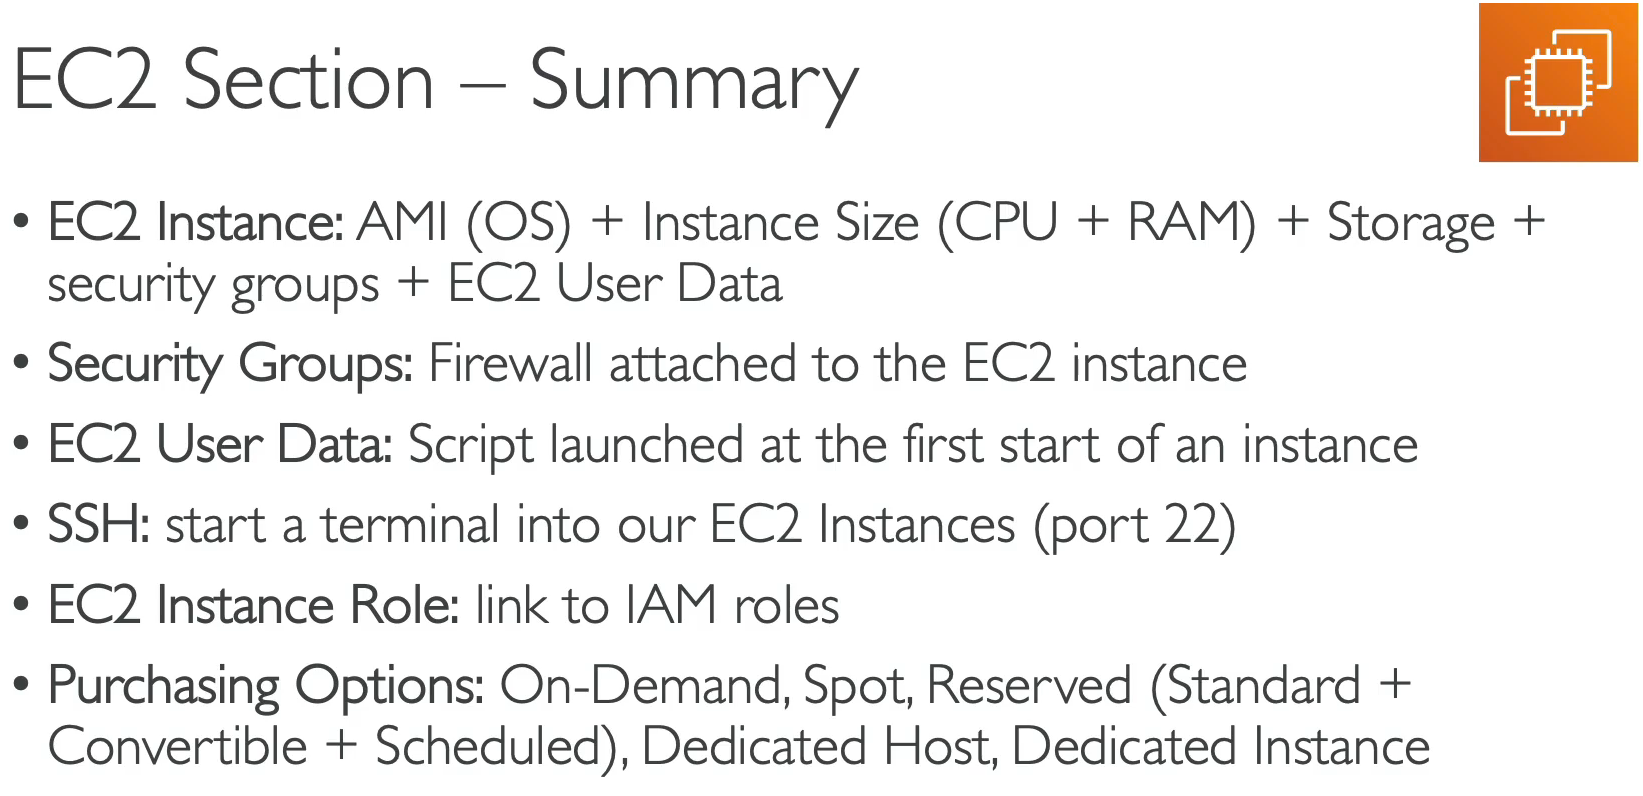 EC2 Section – Summary
• EC2 Instance: AMI (OS) + Instance Size (CPU + RAM) + Storage +
security groups + EC2 User Data
• Security Groups: Firewall attached to the EC2 instance
• EC2 User Data: Script launched at the first start of an instance
• SSH: start a terminal into our EC2 Instances (port 22)
• EC2 Instance Role: link to IAM roles
• Purchasing Options: On-Demand, Spot, Reserved (Standard +
Convertible + Scheduled), Dedicated Host, Dedicated Instance